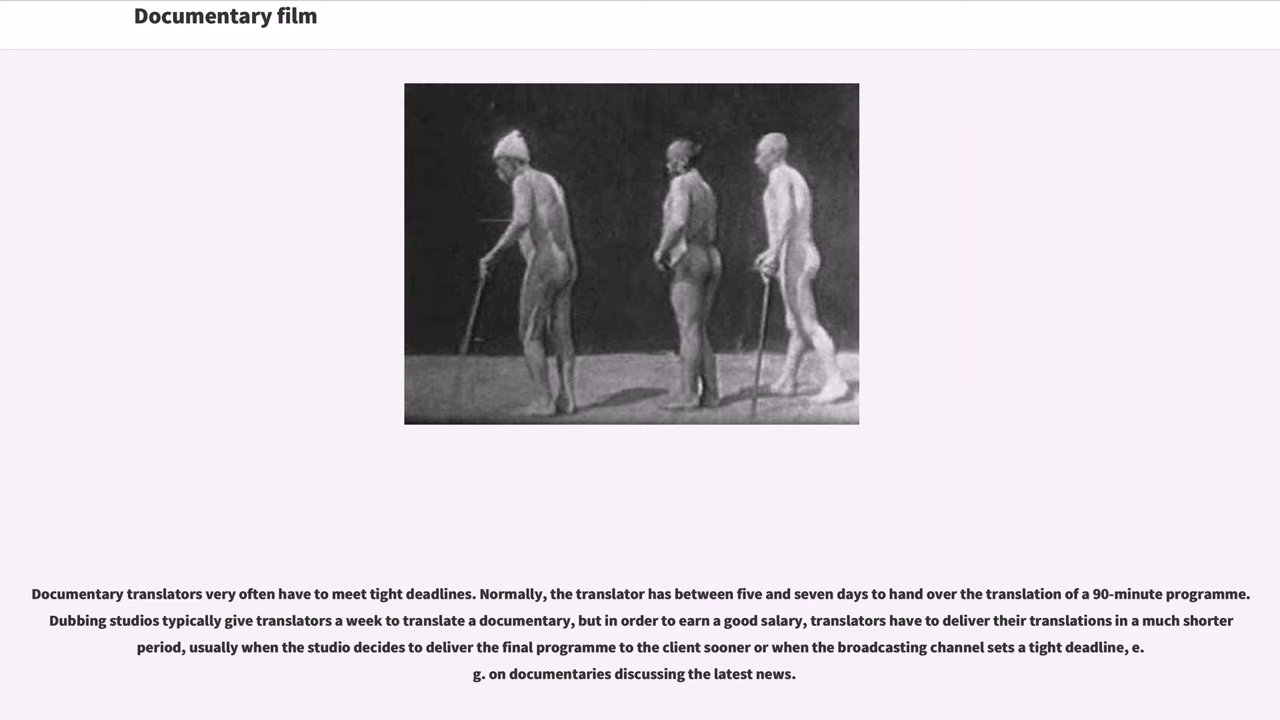 Documentary film
Documentary translators very often have to meet tight deadlines. Normally, the translator has between five and seven days to hand over the translation of a 90-minute programme.
Dubbing studios typically give translators a week to translate a documentary, but in order to earn a good salary, translators have to deliver their translations in a much shorter
period, usually when the studio decides to deliver the final programme to the client sooner or when the broadcasting channel sets a tight deadline, e.
g. on documentaries discussing the latest news.